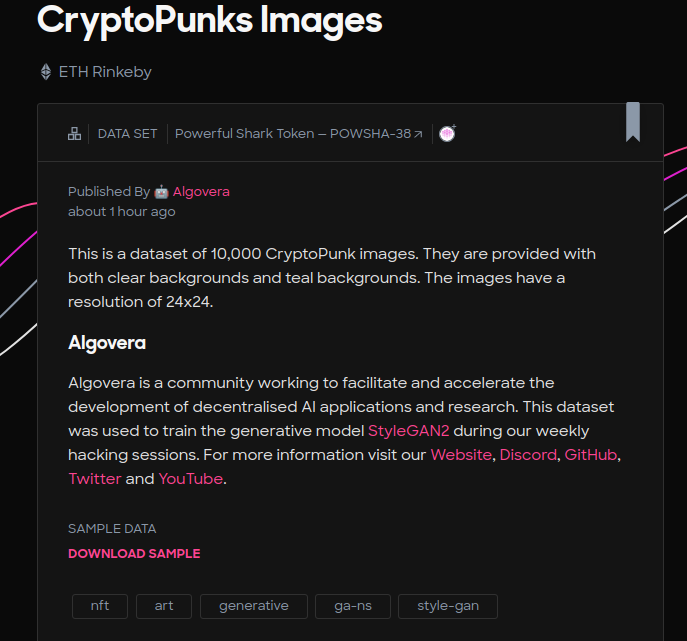 CryptoPunks Images
ETH Rinkeby
DATA SET Powerful Shark Token — POWSHA-38
Published By 🤖 Algovera
about 1 hour ago
This is a dataset of 10,000 CryptoPunk images. They are provided with
both clear backgrounds and teal backgrounds. The images have a
resolution of 24x24.
Algovera
Algovera is a community working to facilitate and accelerate the
development of decentralised AI applications and research. This dataset
was used to train the generative model StyleGAN2 during our weekly
hacking sessions. For more information visit our Website, Discord, GitHub,
Twitter and YouTube.
SAMPLE DATA
DOWNLOAD SAMPLE
nft art generative ga-ns style-gan